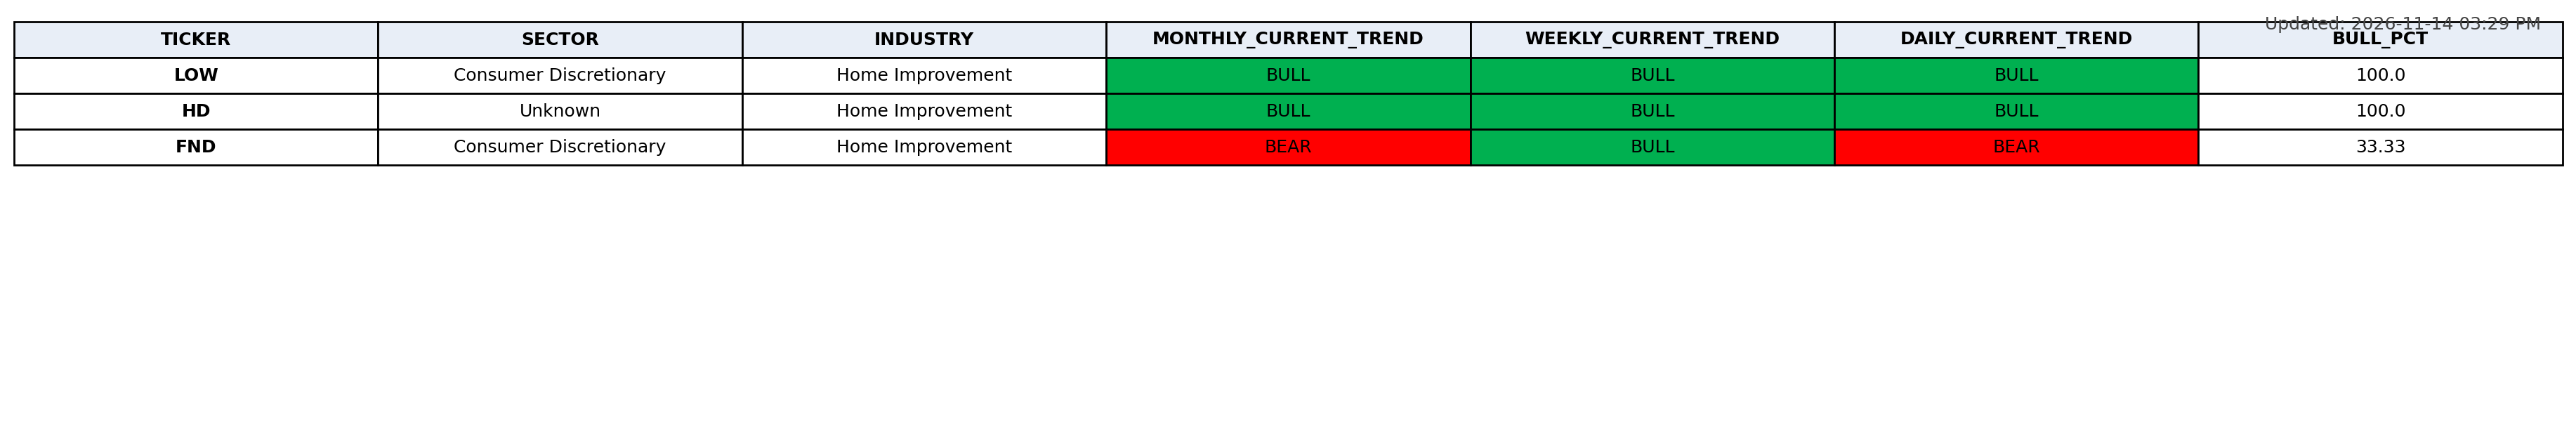 Updated: 2026-11-14 03:29 PM
TICKER SECTOR INDUSTRY MONTHLY_CURRENT_TREND WEEKLY_CURRENT_TREND DAILY_CURRENT_TREND BULL_PCT
LOW Consumer Discretionary Home Improvement BULL BULL BULL 100.0
HD Unknown Home Improvement BULL BULL BULL 100.0
FND Consumer Discretionary Home Improvement BEAR BULL BEAR 33.33